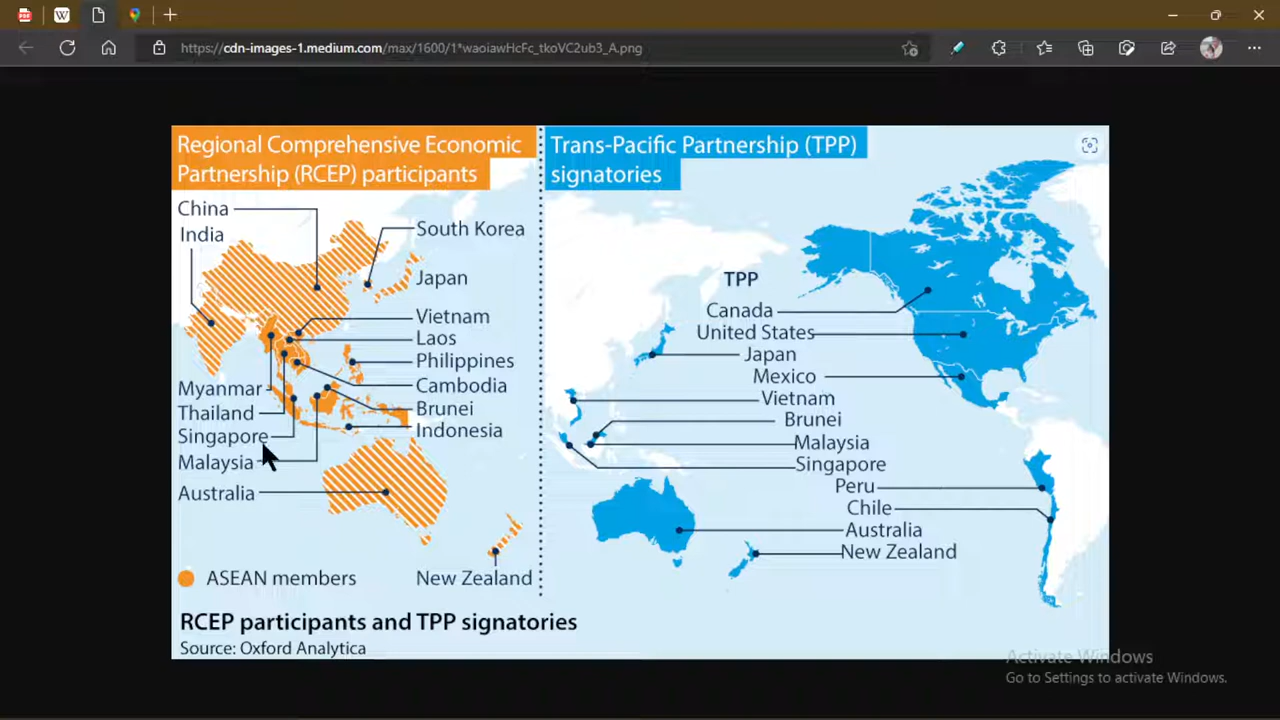 https://cdn-images-1.medium.com/max/1600/1*waoiawHcFc_tkoVC2ub3_A.png
Regional Comprehensive Economic
Partnership (RCEP) participants
China
India
South Korea
Japan
Vietnam
Laos
Philippines
Cambodia
Brunei
Indonesia
Myanmar
Thailand
Singapore
Malaysia
Australia
New Zealand
ASEAN members
Trans-Pacific Partnership (TPP)
signatories
TPP
Canada
United States
Japan
Mexico
Vietnam
Brunei
Malaysia
Singapore
Peru
Chile
Australia
New Zealand
RCEP participants and TPP signatories
Source: Oxford Analytica
Activate Windows
Go to Settings to activate Windows.